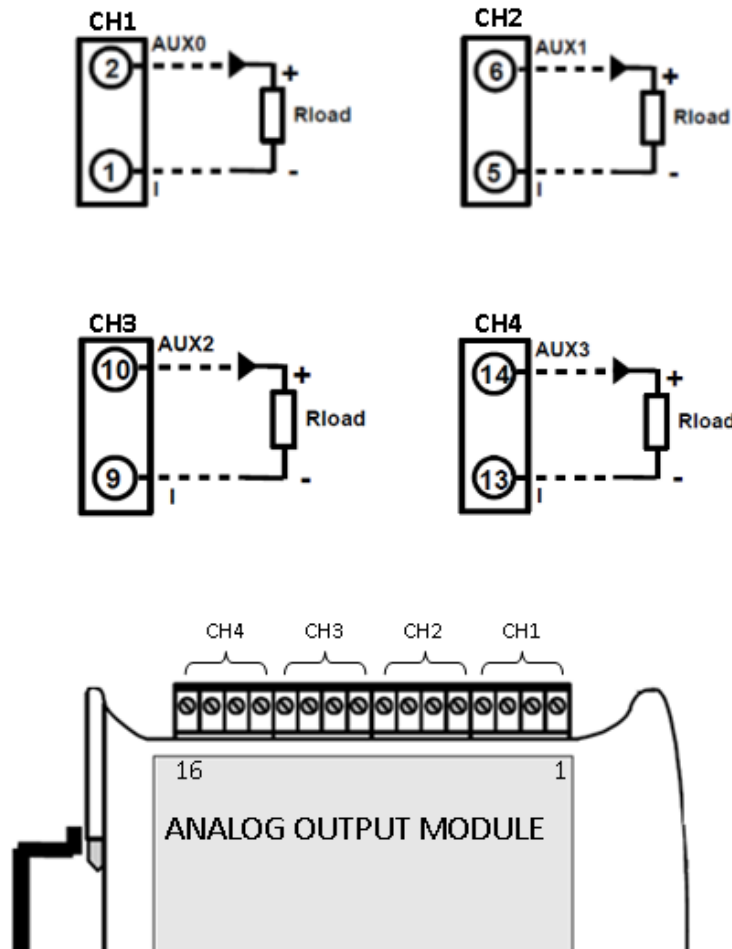 CH1
CH2
AUX0
AUX1
2
+
6
+
Rload
Rload
1
-
5
-
I
I
CH3
CH4
AUX2
AUX3
10
+
14
+
Rload
Rload
9
-
13
-
I
I
CH4 CH3 CH2 CH1
16 1
ANALOG OUTPUT MODULE